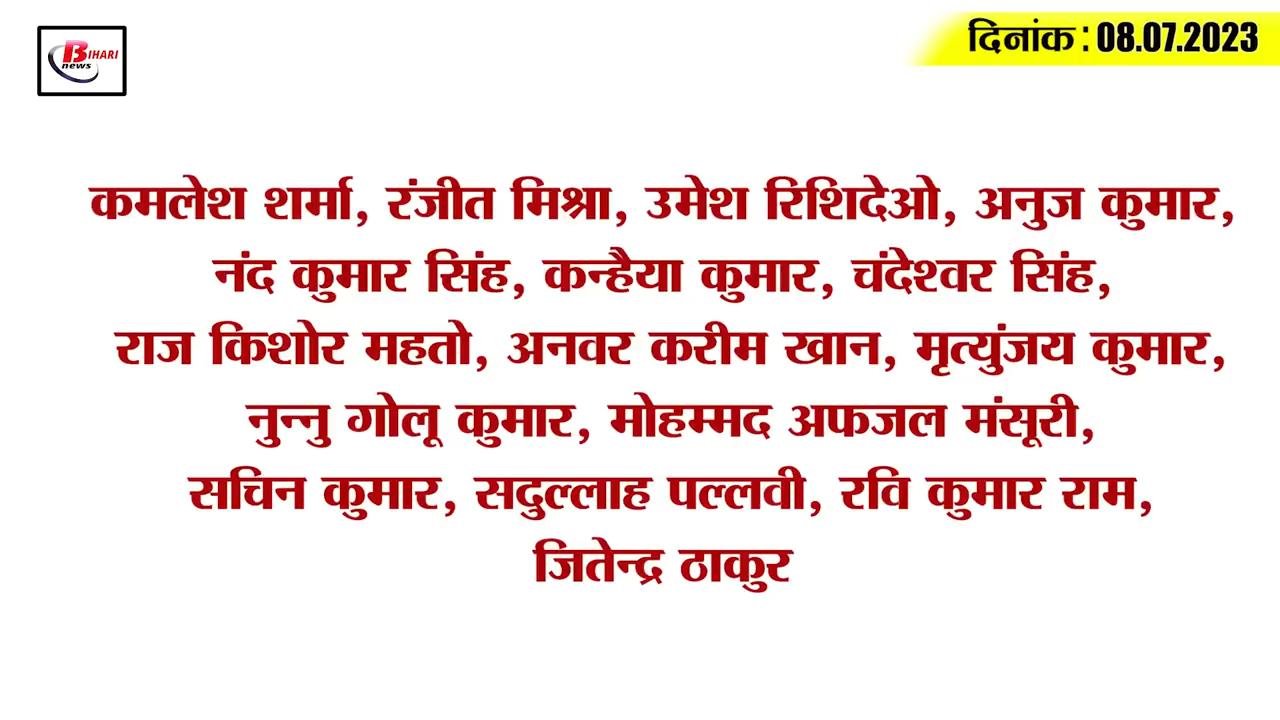 BIHARI
news
दिनांक : 08.07.2023
कमलेश शर्मा, रंजीत मिश्रा, उमेश रिशिदेओ, अनुज कुमार,
नंद कुमार सिंह, कन्हैया कुमार, चंदेश्वर सिंह,
राज किशोर महतो, अनवर करीम खान, मृत्युंजय कुमार,
नुन्नु गोलू कुमार, मोहम्मद अफजल मंसूरी,
सचिन कुमार, सदुल्लाह पल्लवी, रवि कुमार राम,
जितेन्द्र ठाकुर